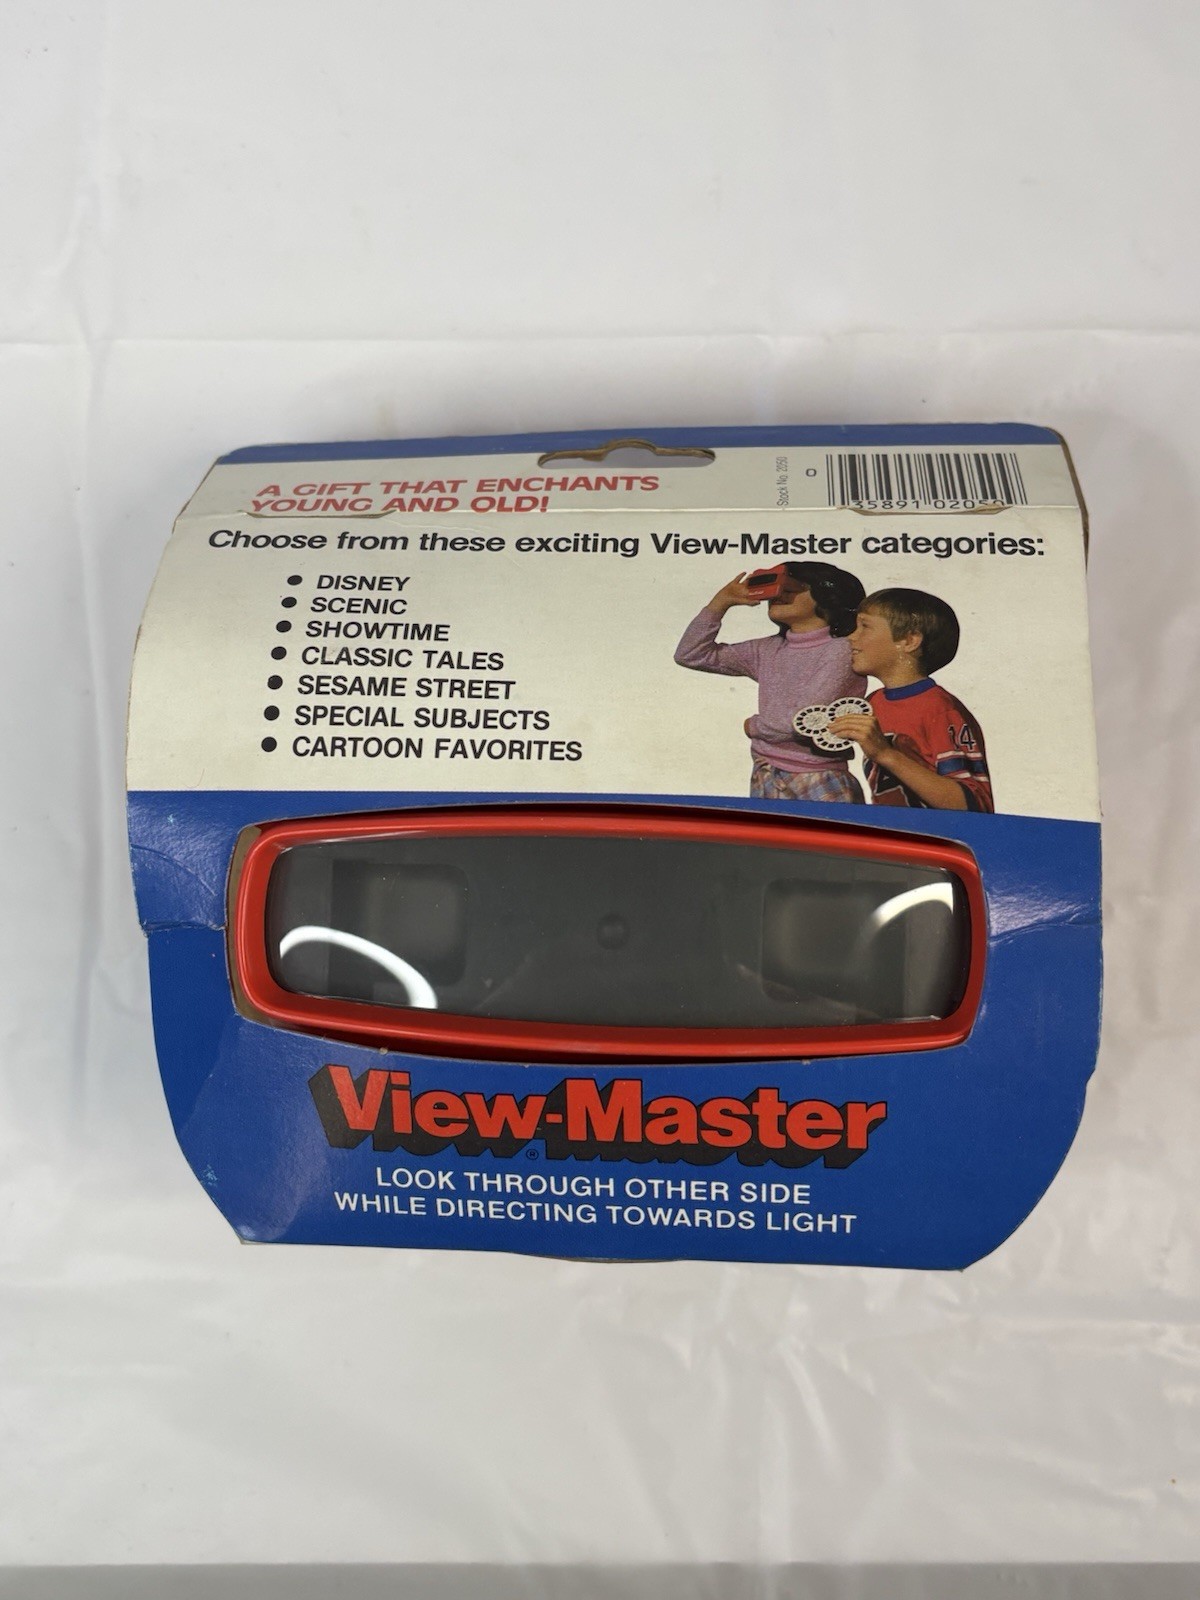 A GIFT THAT ENCHANTS
YOUNG AND OLD!
Stock No. 2050
0
35891 02050
Choose from these exciting View-Master categories:
• DISNEY
• SCENIC
• SHOWTIME
• CLASSIC TALES
• SESAME STREET
• SPECIAL SUBJECTS
• CARTOON FAVORITES
14
View-Master
®
LOOK THROUGH OTHER SIDE
WHILE DIRECTING TOWARDS LIGHT